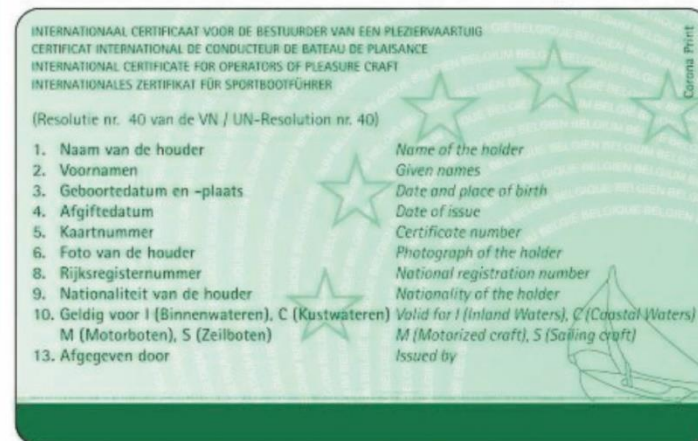 INTERNATIONAAL CERTIFICAAT VOOR DE BESTUURDER VAN EEN PLEZIERVAARTUIG
CERTIFICAT INTERNATIONAL DE CONDUCTEUR DE BATEAU DE PLAISANCE
INTERNATIONAL CERTIFICATE FOR OPERATORS OF PLEASURE CRAFT
INTERNATIONALES ZERTIFIKAT FÜR SPORTBOOTFÜHRER
Corona Print
(Resolutie nr. 40 van de VN / UN-Resolution nr. 40)
1. Naam van de houder Name of the holder
2. Voornamen Given names
3. Geboortedatum en -plaats Date and place of birth
4. Afgiftedatum Date of issue
5. Kaartnummer Certificate number
6. Foto van de houder Photograph of the holder
8. Rijksregisternummer National registration number
9. Nationaliteit van de houder Nationality of the holder
10. Geldig voor I (Binnenwateren), C (Kustwateren) Valid for I (Inland Waters), C (Coastal Waters)
M (Motorboten), S (Zeilboten) M (Motorized craft), S (Sailing craft)
13. Afgegeven door Issued by